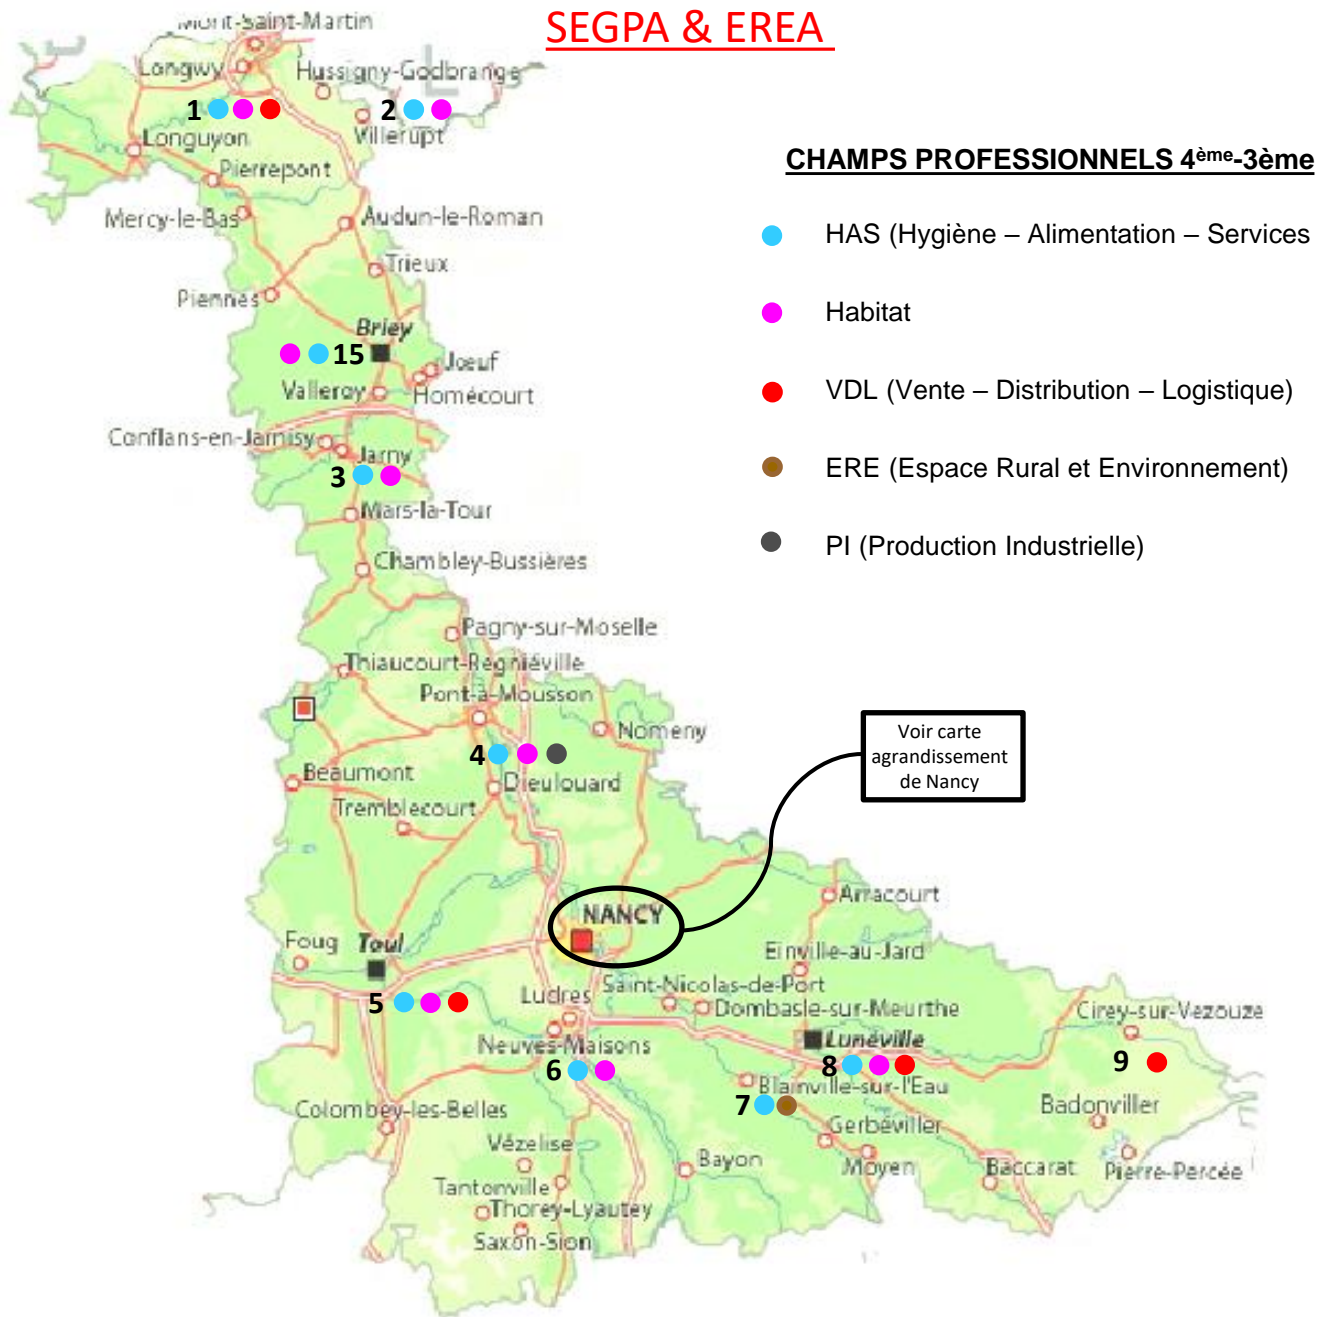 SEGPA & EREA
Mont-Saint-Martin
Longwy
Hussigny-Godbrange
1
2
Villerupt
Longuyon
Pierrepont
CHAMPS PROFESSIONNELS 4ème-3ème
Mercy-le-Bas
Audun-le-Roman
HAS (Hygiène – Alimentation – Services
Trieux
Piennes
Habitat
Briey
15
Joeuf
Valleroy
Homécourt
VDL (Vente – Distribution – Logistique)
Conflans-en-Jarnisy
Jarny
3
ERE (Espace Rural et Environnement)
Mars-la-Tour
PI (Production Industrielle)
Chambley-Bussières
Pagny-sur-Moselle
Thiaucourt-Regniéville
Pont-à-Mousson
Nomeny
Voir carte
agrandissement
de Nancy
4
Beaumont
Dieulouard
Tremblecourt
Arracourt
NANCY
Foug
Toul
Einville-au-Jard
Saint-Nicolas-de-Port
5
Ludres
Dombasle-sur-Meurthe
Cirey-sur-Vezouze
Neuves-Maisons
Lunéville
6
8
9
Blainville-sur-l'Eau
7
Badonviller
Colombey-les-Belles
Gerbéviller
Vézelise
Bayon
Moyen
Baccarat
Pierre-Percée
Tantonville
Thorey-Lyautey
Saxon-Sion